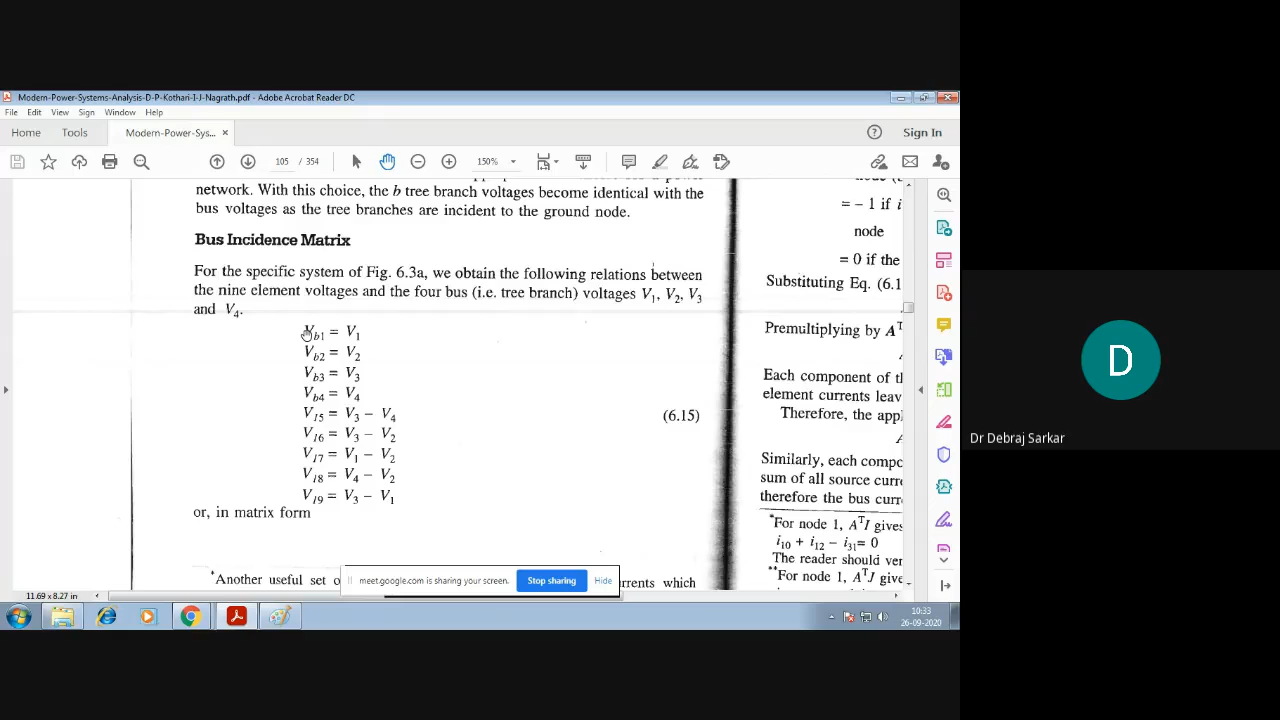 Modern-Power-Systems-Analysis-D-P-Kothari-I-J-Nagrath.pdf - Adobe Acrobat Reader DC
File Edit View Sign Window Help
Home Tools Modern-Power-Sys... × Sign In
105 / 354 150%
network. With this choice, the b tree branch voltages become identical with the
bus voltages as the tree branches are incident to the ground node.
Bus Incidence Matrix
For the specific system of Fig. 6.3a, we obtain the following relations between
the nine element voltages and the four bus (i.e. tree branch) voltages V1, V2, V3
and V4.
Vb1 = V1
Vb2 = V2
Vb3 = V3
Vb4 = V4
Vl5 = V3 − V4
(6.15)
Vl6 = V3 − V2
Vl7 = V1 − V2
Vl8 = V4 − V2
Vl9 = V3 − V1
or, in matrix form
*Another useful set o
urrents which
= − 1 if i
node
= 0 if the
Substituting Eq. (6.1
Premultiplying by Aᵀ
Each component of th
element currents leav
Therefore, the appl
Similarly, each compo
sum of all source curre
therefore the bus curr
*For node 1, AᵀI gives
i10 + i12 − i31 = 0
The reader should ver
**For node 1, AᵀJ give
meet.google.com is sharing your screen. Stop sharing Hide
11.69 x 8.27 in
10:33
26-09-2020
D
Dr Debraj Sarkar